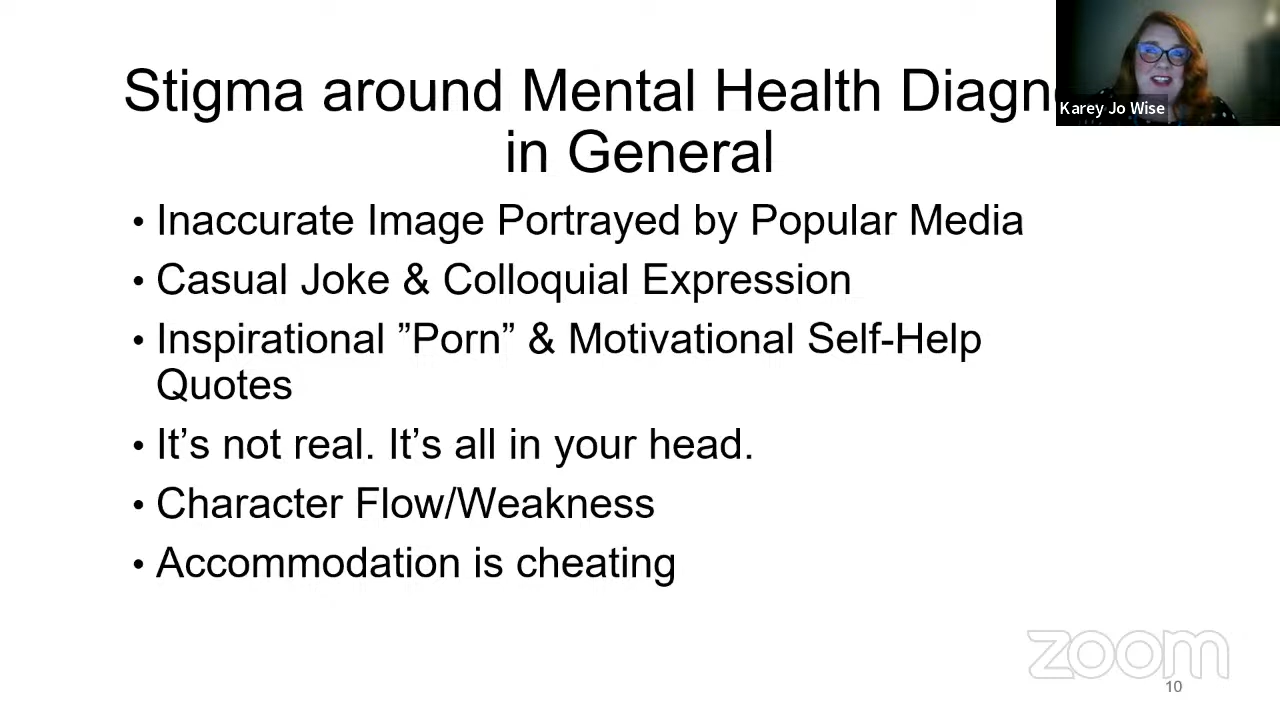 Stigma around Mental Health Diagn
in General
Karey Jo Wise
• Inaccurate Image Portrayed by Popular Media
• Casual Joke & Colloquial Expression
• Inspirational ”Porn” & Motivational Self-Help
Quotes
• It’s not real. It’s all in your head.
• Character Flow/Weakness
• Accommodation is cheating
zoom
10